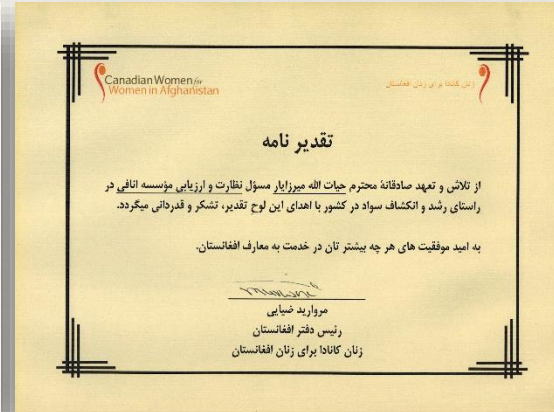 Canadian Women for
Women in Afghanistan
زنان کانادا برای زنان افغانستان
تقدیر نامه
از تلاش و تعهد صادقانهٔ محترم حیات الله میرزایار مسؤل نظارت و ارزیابی مؤسسه انافی در
راستای رشد و انکشاف سواد در کشور با اهدای این لوح تقدیر، تشکر و قدردانی میگردد.
به امید موفقیت های هر چه بیشتر تان در خدمت به معارف افغانستان.
مروارید ضیایی
رئیس دفتر افغانستان
زنان کانادا برای زنان افغانستان